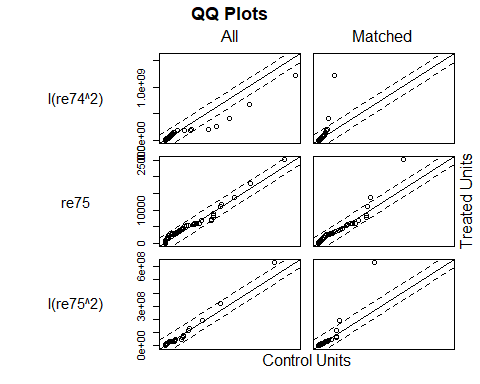 QQ Plots
All Matched
I(re74^2)
1.0e+09
0.0e+00
re75
25000
10000
0
Treated Units
I(re75^2)
6e+08
3e+08
0e+00
Control Units